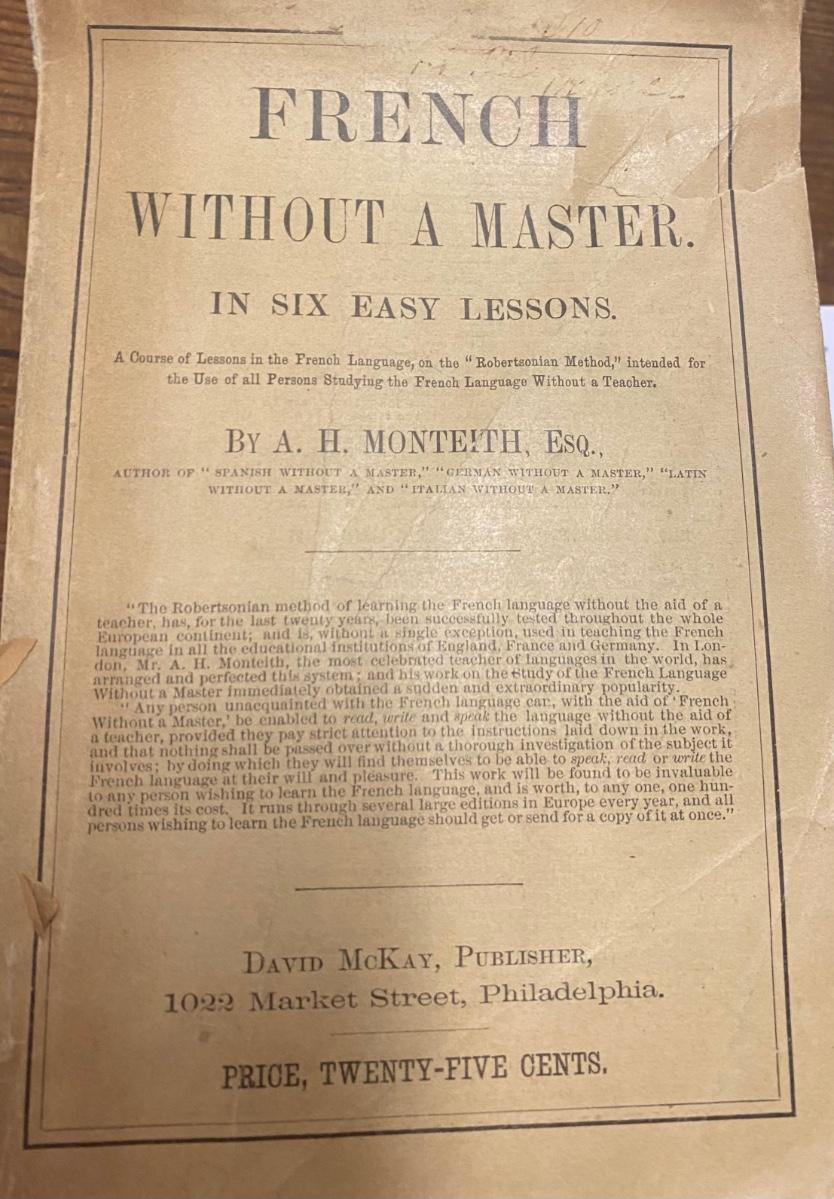 FRENCH
WITHOUT A MASTER.
IN SIX EASY LESSONS.
A Course of Lessons in the French Language, on the “Robertsonian Method,” intended for
the Use of all Persons Studying the French Language Without a Teacher.
BY A. H. MONTEITH, ESQ.,
AUTHOR OF “SPANISH WITHOUT A MASTER,” “GERMAN WITHOUT A MASTER,” “LATIN
WITHOUT A MASTER,” AND “ITALIAN WITHOUT A MASTER.”
“The Robertsonian method of learning the French language without the aid of a
teacher, has, for the last twenty years, been successfully tested throughout the whole
European continent; and is, without a single exception, used in teaching the French
language in all the educational institutions of England, France and Germany. In Lon-
don, Mr. A. H. Monteith, the most celebrated teacher of languages in the world, has
arranged and perfected this system; and his work on the Study of the French Language
Without a Master immediately obtained a sudden and extraordinary popularity.
“Any person unacquainted with the French language can, with the aid of ‘French
Without a Master,’ be enabled to read, write and speak the language without the aid of
a teacher, provided they pay strict attention to the instructions laid down in the work,
and that nothing shall be passed over without a thorough investigation of the subject it
involves; by doing which they will find themselves to be able to speak, read or write the
French language at their will and pleasure. This work will be found to be invaluable
to any person wishing to learn the French language, and is worth, to any one, one hun-
dred times its cost. It runs through several large editions in Europe every year, and all
persons wishing to learn the French language should get or send for a copy of it at once.”
DAVID MCKAY, PUBLISHER,
1022 Market Street, Philadelphia.
PRICE, TWENTY-FIVE CENTS.